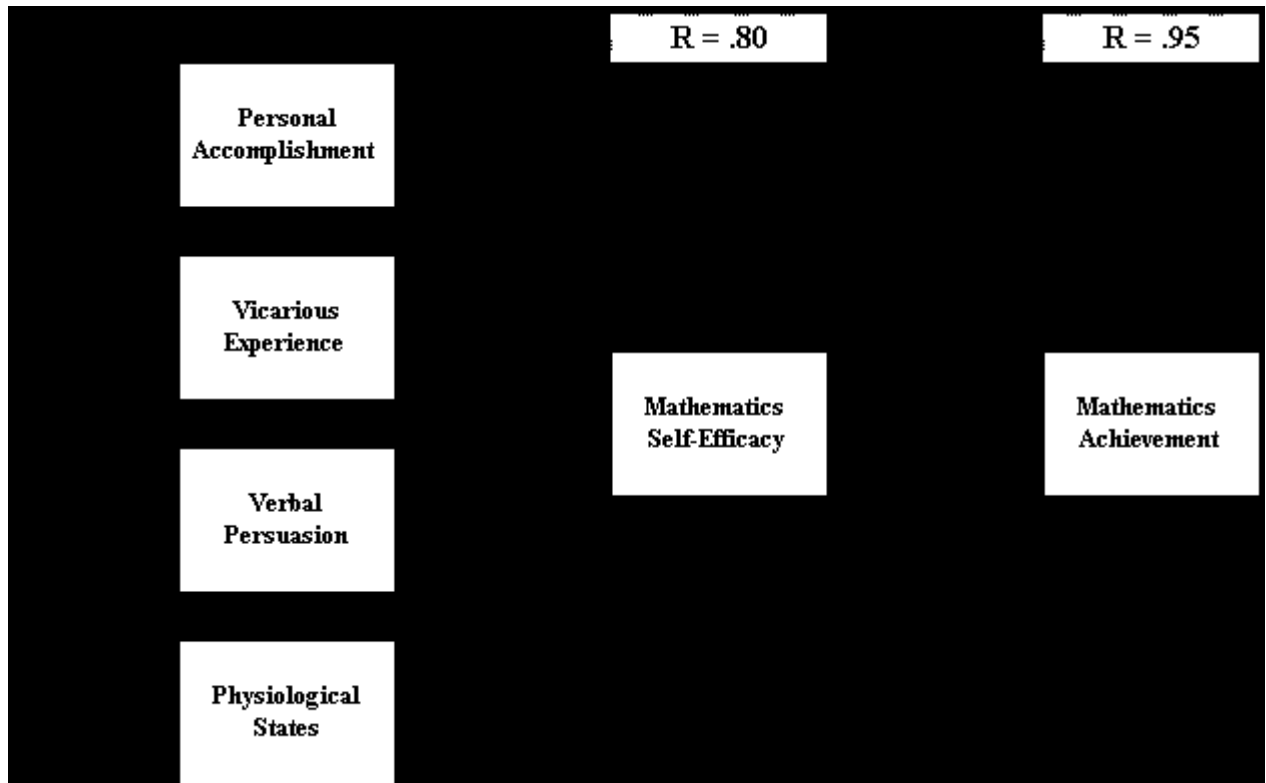 R = .80
R = .95
Personal
Accomplishment
Vicarious
Experience
Mathematics
Self-Efficacy
Mathematics
Achievement
Verbal
Persuasion
Physiological
States